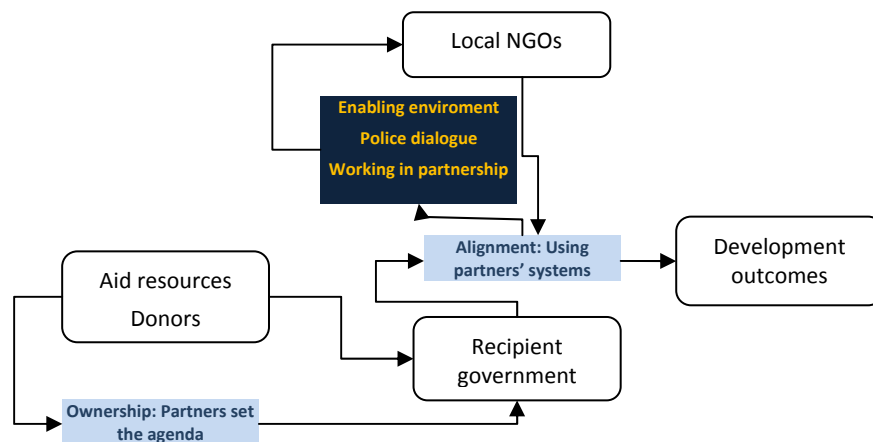 Local NGOs
Enabling enviroment
Police dialogue
Working in partnership
Alignment: Using
partners’ systems
Development
outcomes
Aid resources
Donors
Recipient
government
Ownership: Partners set
the agenda